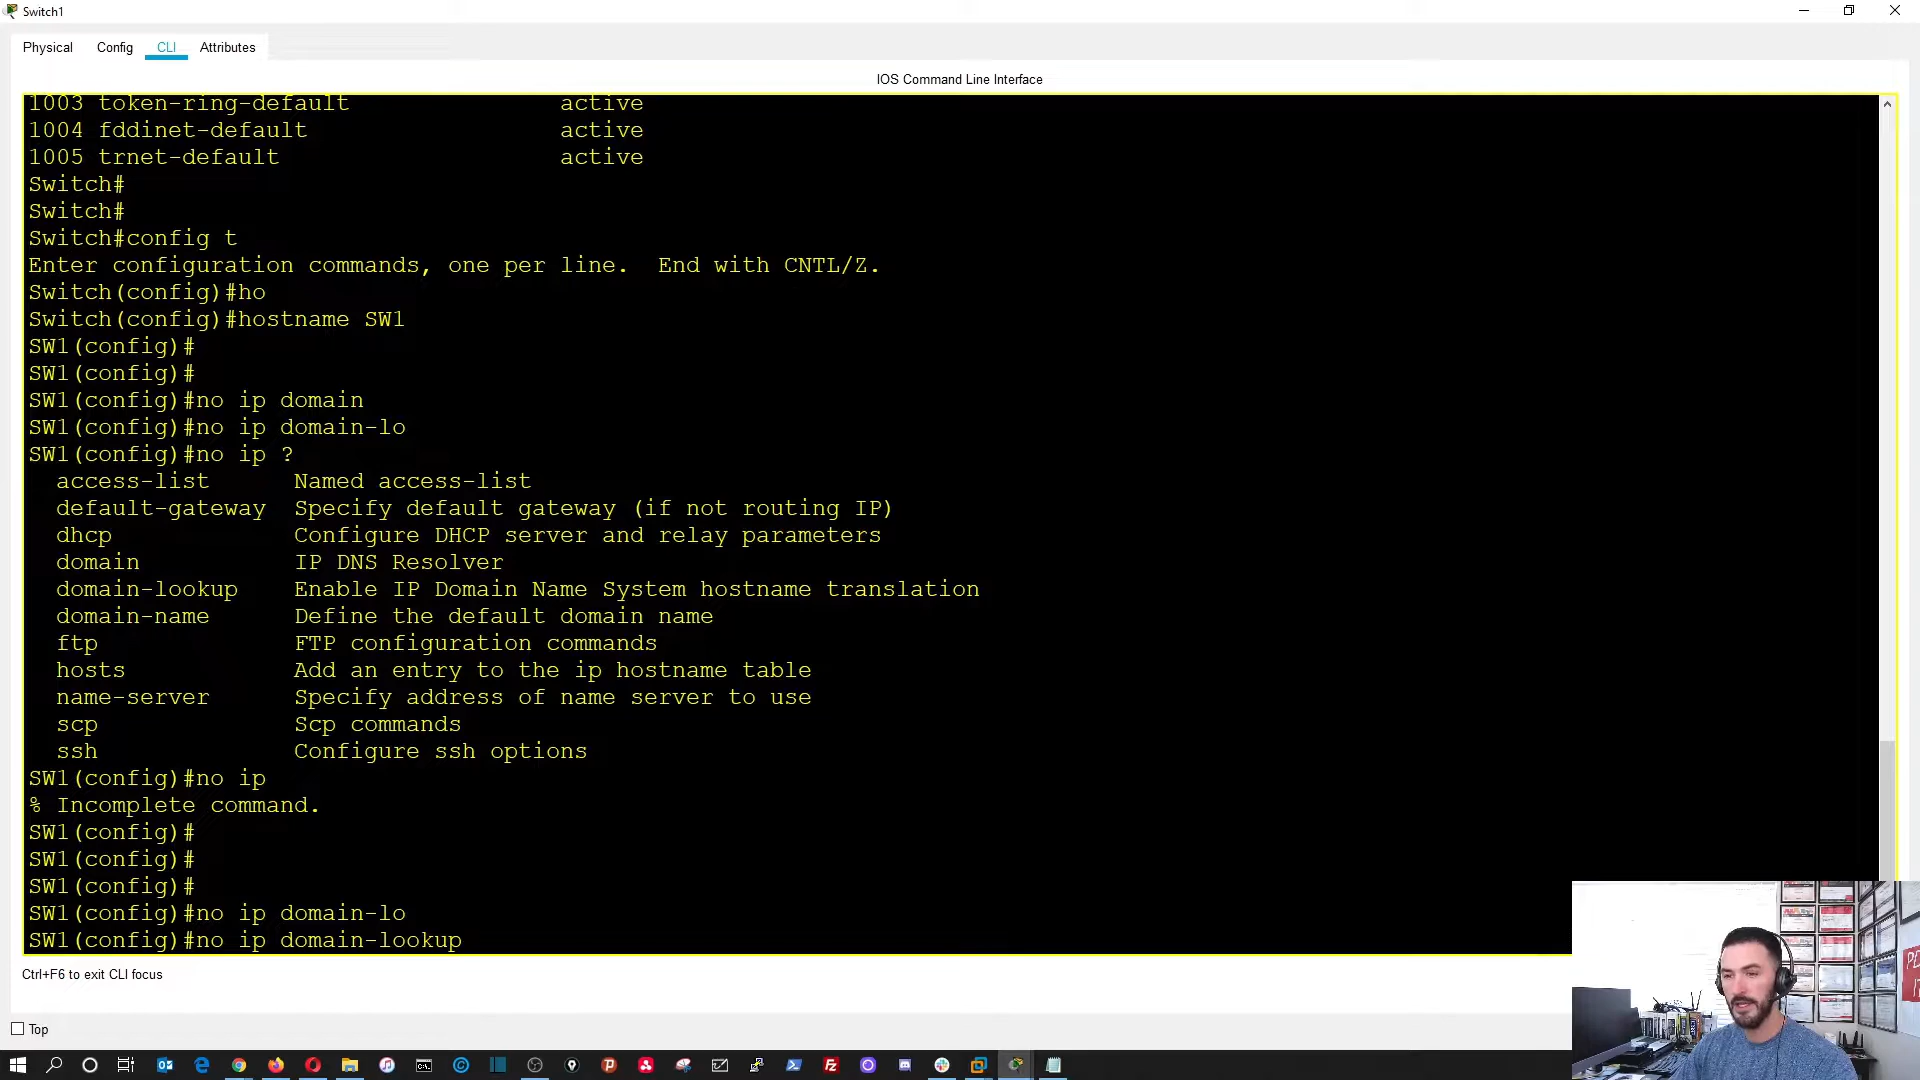 Switch1
Physical Config CLI Attributes
IOS Command Line Interface
1003 token-ring-default active
1004 fddinet-default active
1005 trnet-default active
Switch#
Switch#
Switch#config t
Enter configuration commands, one per line. End with CNTL/Z.
Switch(config)#ho
Switch(config)#hostname SW1
SW1(config)#
SW1(config)#
SW1(config)#no ip domain
SW1(config)#no ip domain-lo
SW1(config)#no ip ?
access-list Named access-list
default-gateway Specify default gateway (if not routing IP)
dhcp Configure DHCP server and relay parameters
domain IP DNS Resolver
domain-lookup Enable IP Domain Name System hostname translation
domain-name Define the default domain name
ftp FTP configuration commands
hosts Add an entry to the ip hostname table
name-server Specify address of name server to use
scp Scp commands
ssh Configure ssh options
SW1(config)#no ip
% Incomplete command.
SW1(config)#
SW1(config)#
SW1(config)#
SW1(config)#no ip domain-lo
SW1(config)#no ip domain-lookup
Ctrl+F6 to exit CLI focus
Top